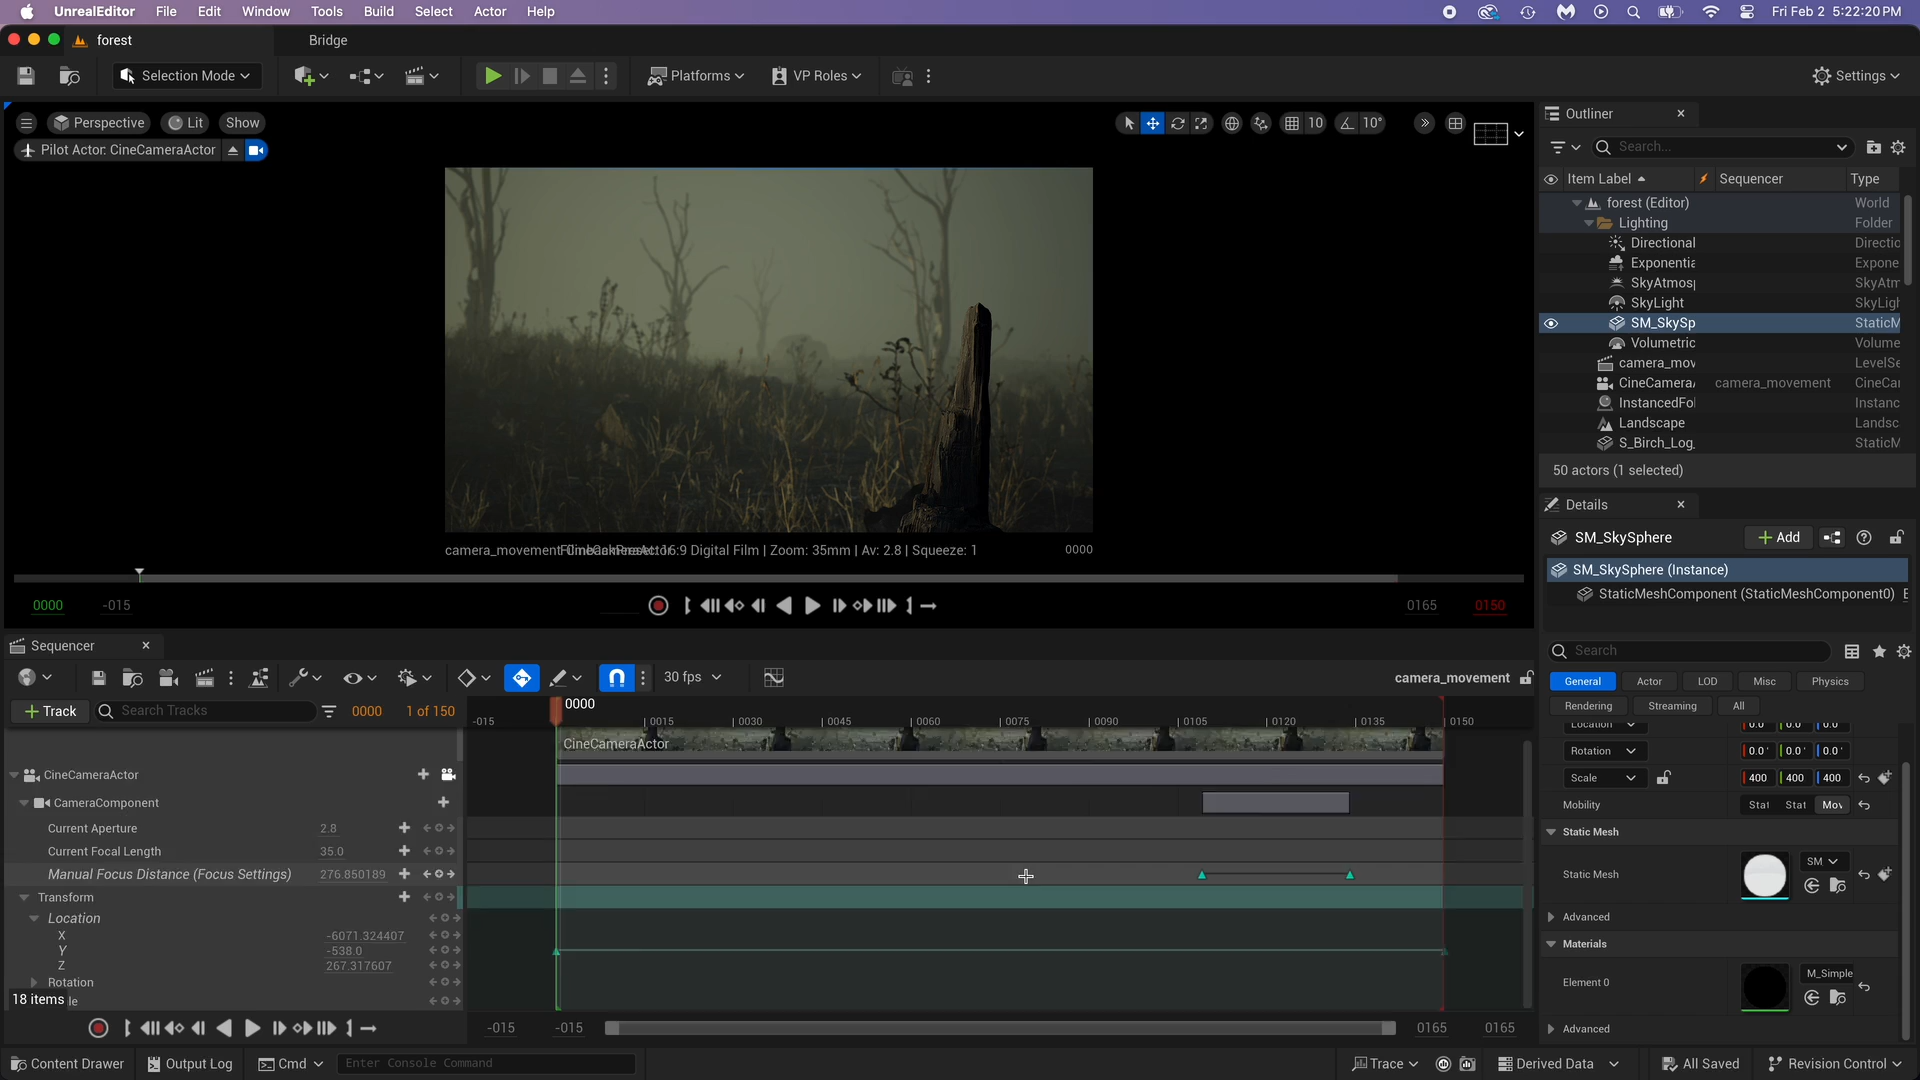 UnrealEditor File Edit Window Tools Build Select Actor Help Fri Feb 2 5:22:20 PM
forest Bridge
Selection Mode Platforms VP Roles Settings
Perspective Lit Show 10 10°
Pilot Actor: CineCameraActor
camera_movement 16:9 Digital Film | Zoom: 35mm | Av: 2.8 | Squeeze: 1 0000
0000 -015 0165 0150
Sequencer
30 fps camera_movement
+ Track Search Tracks 0000 1 of 150
0000
-015 0015 0030 0045 0060 0075 0090 0105 0120 0135 0150
CineCameraActor
CineCameraActor
CameraComponent
Current Aperture 2.8
Current Focal Length 35.0
Manual Focus Distance (Focus Settings) 276.850189
Transform
Location
X -6071.324407
Y -538.0
Z 267.317607
Rotation
18 items le
-015 -015 0165 0165
Outliner
Search...
Item Label Sequencer Type
forest (Editor) World
Lighting Folder
Directional Directic
Exponentia Expone
SkyAtmosp SkyAtm
SkyLight SkyLigh
SM_SkySp StaticM
Volumetric Volume
camera_mov LevelSe
CineCameraA camera_movement CineCar
InstancedFol Instanc
Landscape Landsc
S_Birch_Log_ StaticM
50 actors (1 selected)
Details
SM_SkySphere + Add
SM_SkySphere (Instance)
StaticMeshComponent (StaticMeshComponent0) E
Search
General Actor LOD Misc Physics
Rendering Streaming All
Location 0.0 0.0 0.0
Rotation 0.0 ° 0.0 ° 0.0 °
Scale 400 400 400
Mobility Stat Stat Mov
Static Mesh
Static Mesh SM
Advanced
Materials
Element 0 M_Simple
Advanced
Content Drawer Output Log Cmd Enter Console Command Trace Derived Data All Saved Revision Control